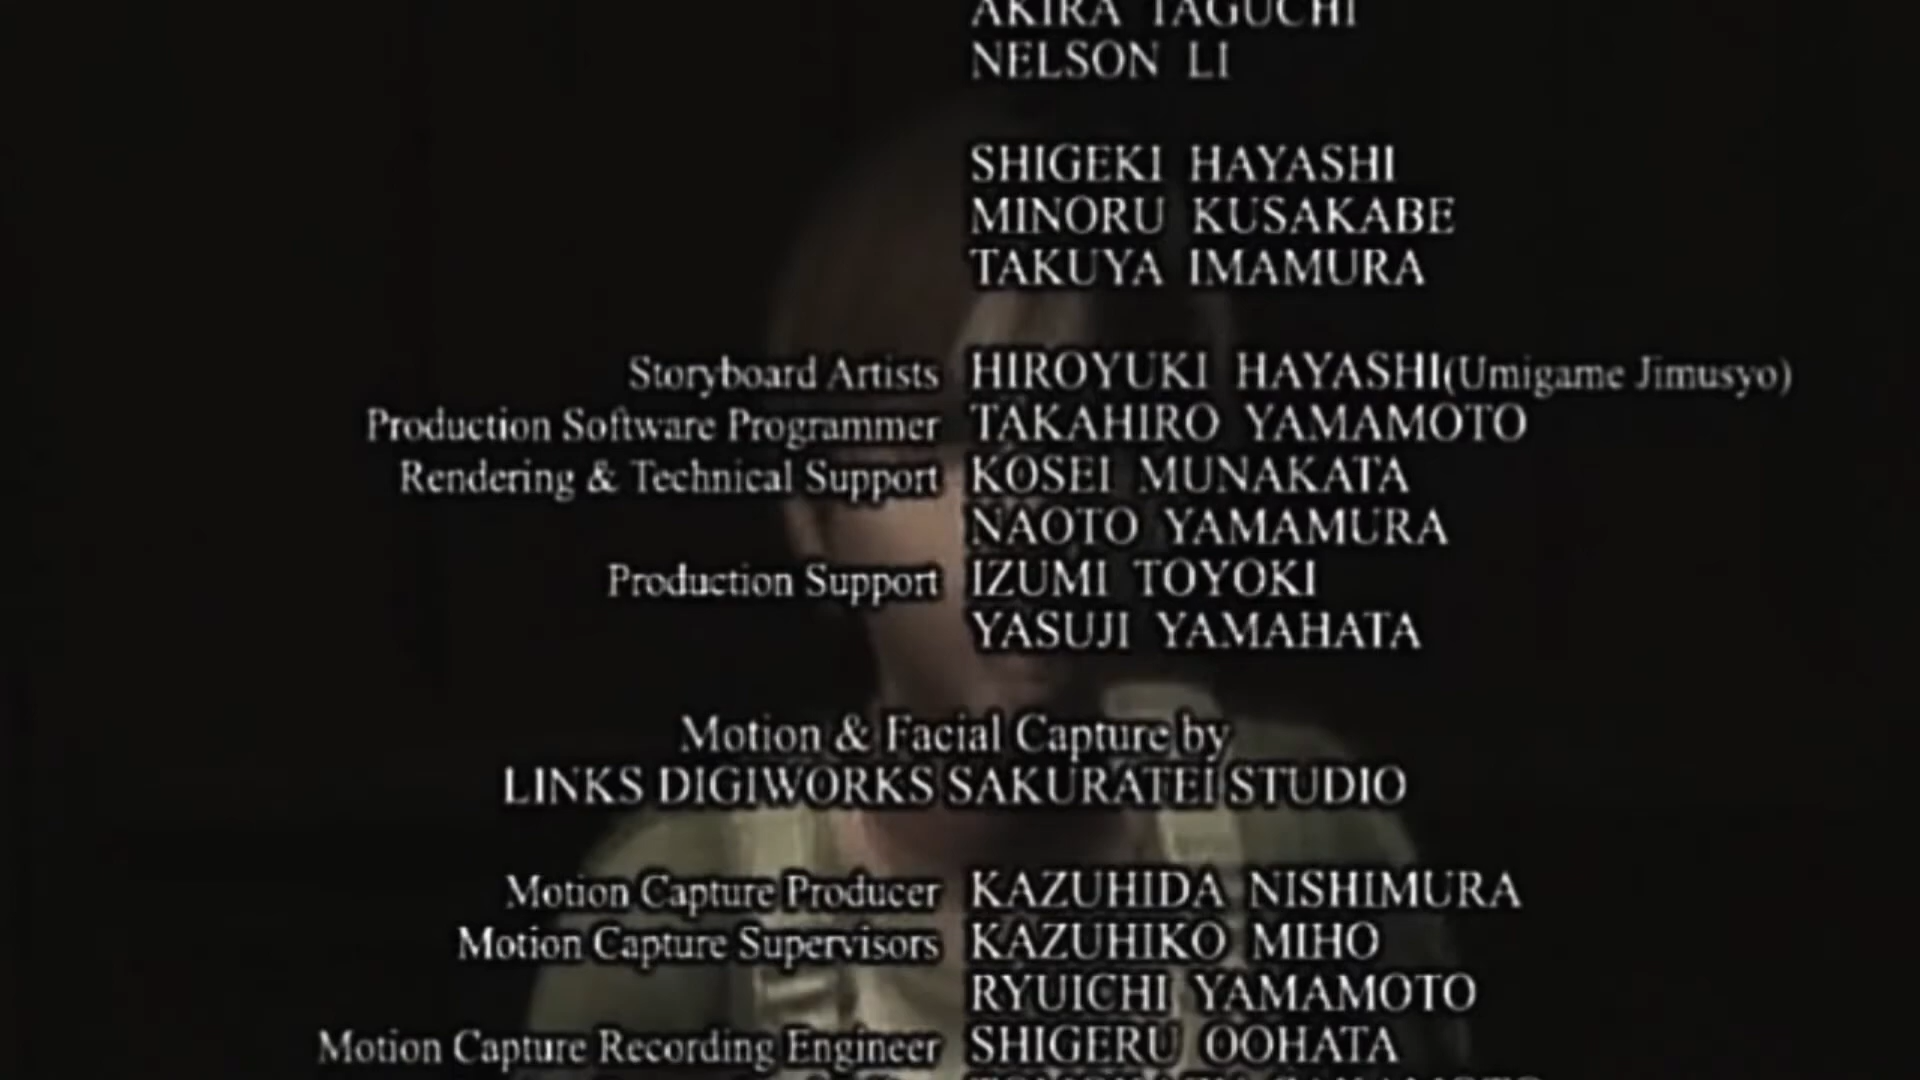 AKIRA TAGUCHI
NELSON LI
SHIGEKI HAYASHI
MINORU KUSAKABE
TAKUYA IMAMURA
Storyboard Artists HIROYUKI HAYASHI(Umigame Jimusyo)
Production Software Programmer TAKAHIRO YAMAMOTO
Rendering & Technical Support KOSEI MUNAKATA
NAOTO YAMAMURA
Production Support IZUMI TOYOKI
YASUJI YAMAHATA
Motion & Facial Capture by
LINKS DIGIWORKS SAKURATEI STUDIO
Motion Capture Producer KAZUHIDA NISHIMURA
Motion Capture Supervisors KAZUHIKO MIHO
RYUICHI YAMAMOTO
Motion Capture Recording Engineer SHIGERU OOHATA